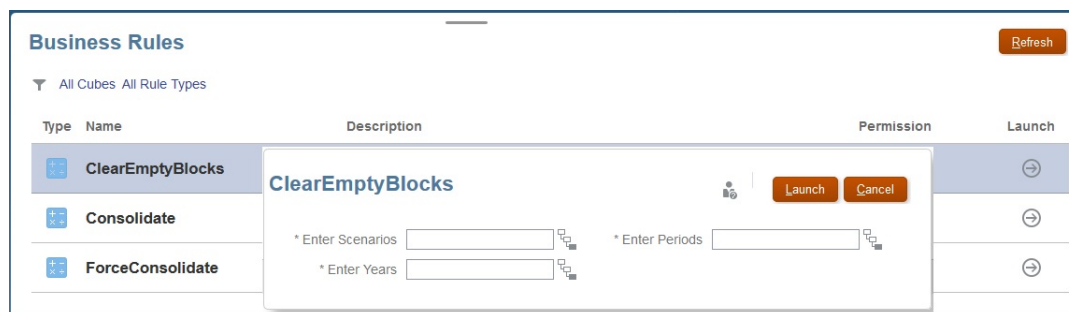 Business Rules
Refresh
All Cubes All Rule Types
Type Name Description Permission Launch
ClearEmptyBlocks
ClearEmptyBlocks
Launch Cancel
Consolidate
* Enter Scenarios * Enter Periods
* Enter Years
ForceConsolidate